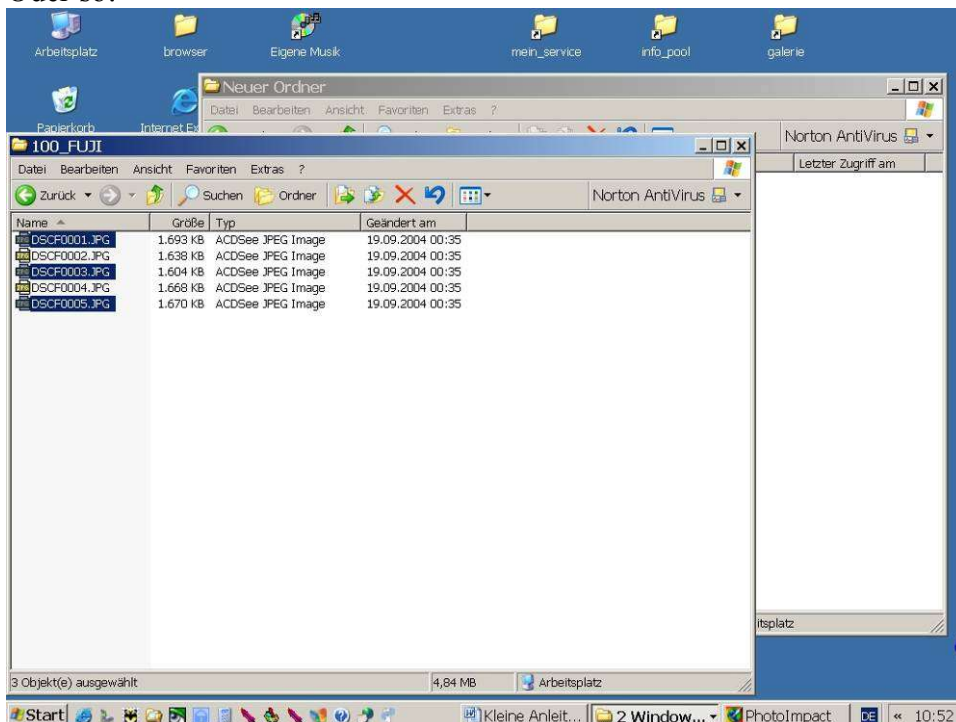 Arbeitsplatz browser Eigene Musik mein_service info_pool galerie
Neuer Ordner
Datei Bearbeiten Ansicht Favoriten Extras ?
Papierkorb
Norton AntiVirus
100_FUJI
Letzter Zugriff am
Datei Bearbeiten Ansicht Favoriten Extras ?
Zurück Suchen Ordner Norton AntiVirus
Name Größe Typ Geändert am
DSCF0001.JPG 1.693 KB ACDSee JPEG Image 19.09.2004 00:35
DSCF0002.JPG 1.638 KB ACDSee JPEG Image 19.09.2004 00:35
DSCF0003.JPG 1.604 KB ACDSee JPEG Image 19.09.2004 00:35
DSCF0004.JPG 1.668 KB ACDSee JPEG Image 19.09.2004 00:35
DSCF0005.JPG 1.670 KB ACDSee JPEG Image 19.09.2004 00:35
itsplatz
3 Objekt(e) ausgewählt 4,84 MB Arbeitsplatz
Start Kleine Anleit... 2 Window... PhotoImpact DE « 10:52